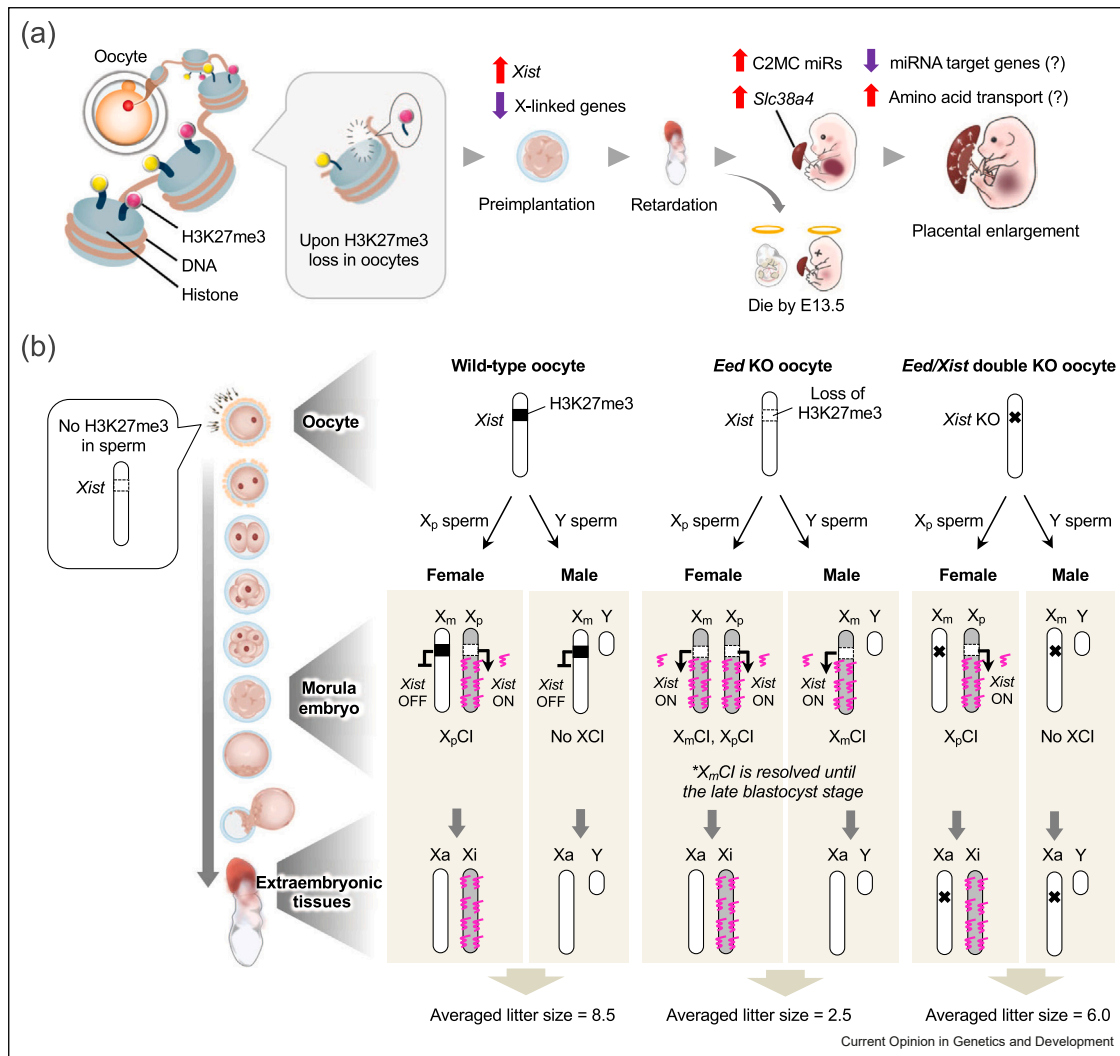 (a)
Oocyte
H3K27me3
DNA
Histone
Upon H3K27me3
loss in oocytes
Xist
X-linked genes
Preimplantation
Retardation
C2MC miRs
Slc38a4
miRNA target genes (?)
Amino acid transport (?)
Die by E13.5
Placental enlargement
(b)
No H3K27me3
in sperm
Xist
Oocyte
Morula
embryo
Extraembryonic
tissues
Wild-type oocyte
H3K27me3
Xist
Xp sperm
Y sperm
Female
Male
Xm Xp
Xm Y
Xist
OFF
Xist
ON
Xist
OFF
XpCI
No XCI
Xa Xi
Xa Y
Averaged litter size = 8.5
Eed KO oocyte
Loss of
H3K27me3
Xist
Xp sperm
Y sperm
Female
Male
Xm Xp
Xm Y
Xist
ON
Xist
ON
Xist
ON
XmCI, XpCI
XmCI
*XmCI is resolved until
the late blastocyst stage
Xa Xi
Xa Y
Averaged litter size = 2.5
Eed/Xist double KO oocyte
Xist KO
Xp sperm
Y sperm
Female
Male
Xm Xp
Xm Y
Xist
ON
XpCI
No XCI
Xa Xi
Xa Y
Averaged litter size = 6.0
Current Opinion in Genetics and Development